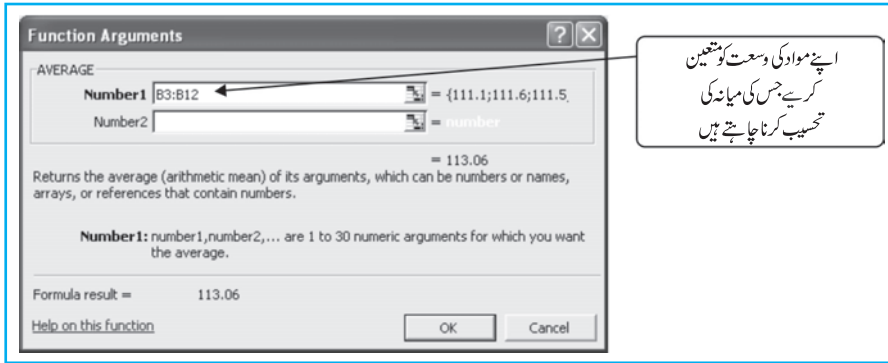 Function Arguments
AVERAGE
Number1 B3:B12 = {111.1;111.6;111.5
Number2 = number
= 113.06
Returns the average (arithmetic mean) of its arguments, which can be numbers or names,
arrays, or references that contain numbers.
Number1: number1,number2,... are 1 to 30 numeric arguments for which you want
the average.
Formula result = 113.06
Help on this function
OK Cancel
اپنے مواد کی وسعت کو متعین
کریے جس کی میانہ کی
تحسیب کرنا چاہتے ہیں